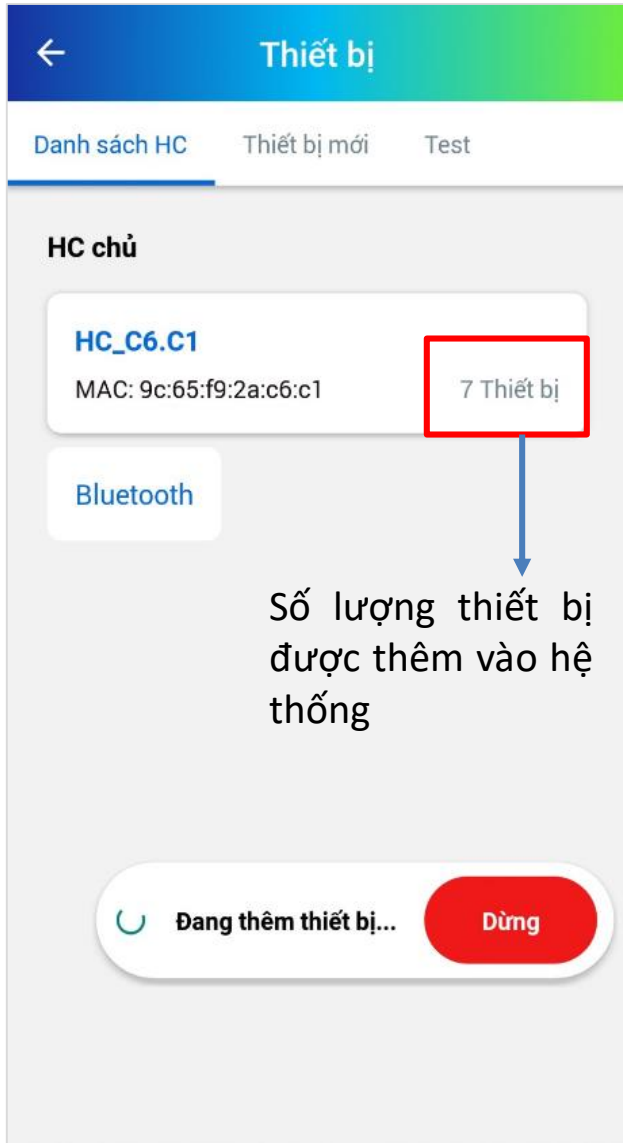 Thiết bị
Danh sách HC Thiết bị mới Test
HC chủ
HC_C6.C1
MAC: 9c:65:f9:2a:c6:c1 7 Thiết bị
Bluetooth
Số lượng thiết bị
được thêm vào hệ
thống
Đang thêm thiết bị... Dừng